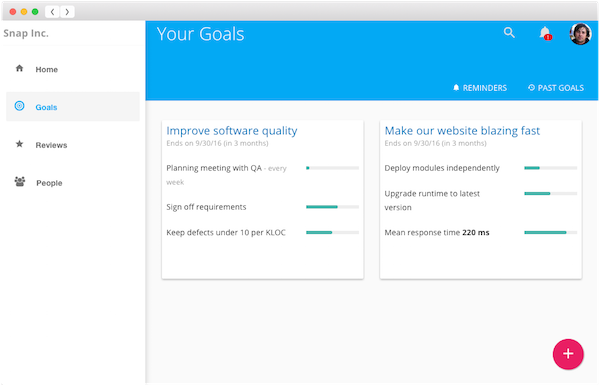 Snap Inc.
Your Goals
Home
Goals
Reviews
People
REMINDERS
PAST GOALS
Improve software quality
Ends on 9/30/16 (in 3 months)
Planning meeting with QA - every
week
Sign off requirements
Keep defects under 10 per KLOC
Make our website blazing fast
Ends on 9/30/16 (in 3 months)
Deploy modules independently
Upgrade runtime to latest
version
Mean response time 220 ms